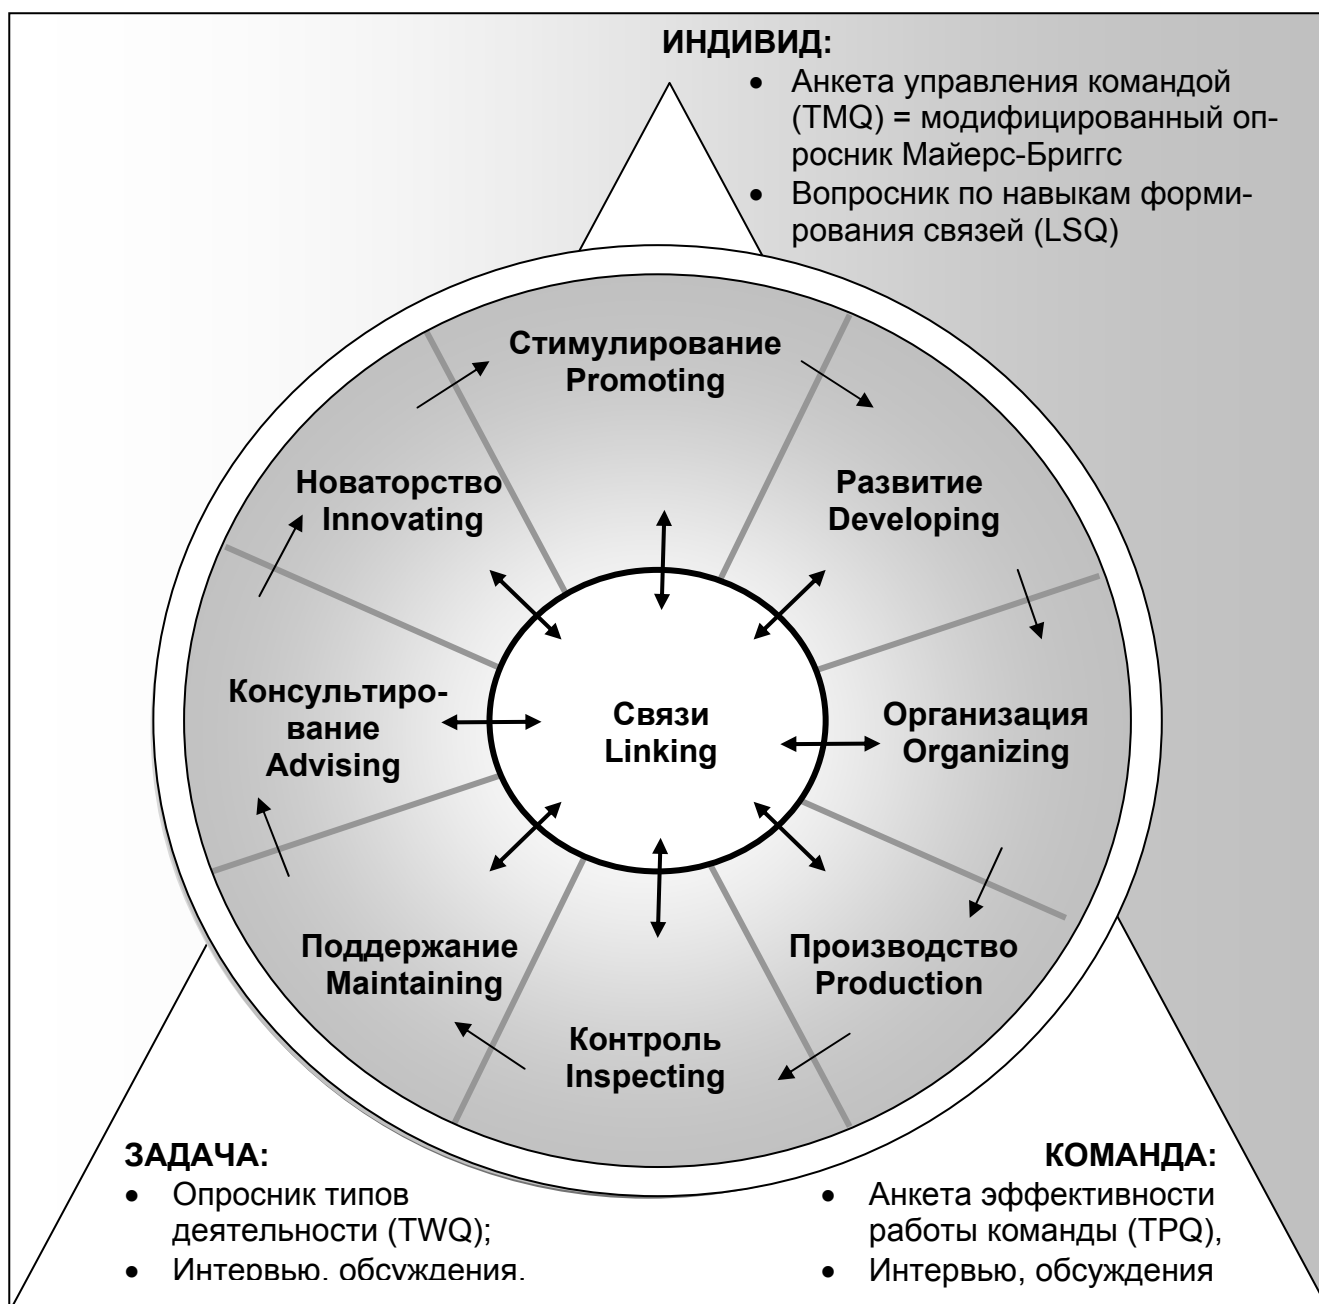 ИНДИВИД:
• Анкета управления командой
(TMQ) = модифицированный оп-
росник Майерс-Бриггс
• Вопросник по навыкам форми-
рования связей (LSQ)
Стимулирование
Promoting
Новаторство
Innovating
Развитие
Developing
Консультиро-
вание
Advising
Связи
Linking
Организация
Organizing
Поддержание
Maintaining
Производство
Production
Контроль
Inspecting
ЗАДАЧА:
• Опросник типов
деятельности (TWQ);
• Интервью, обсуждения.
КОМАНДА:
• Анкета эффективности
работы команды (TPQ),
• Интервью, обсуждения